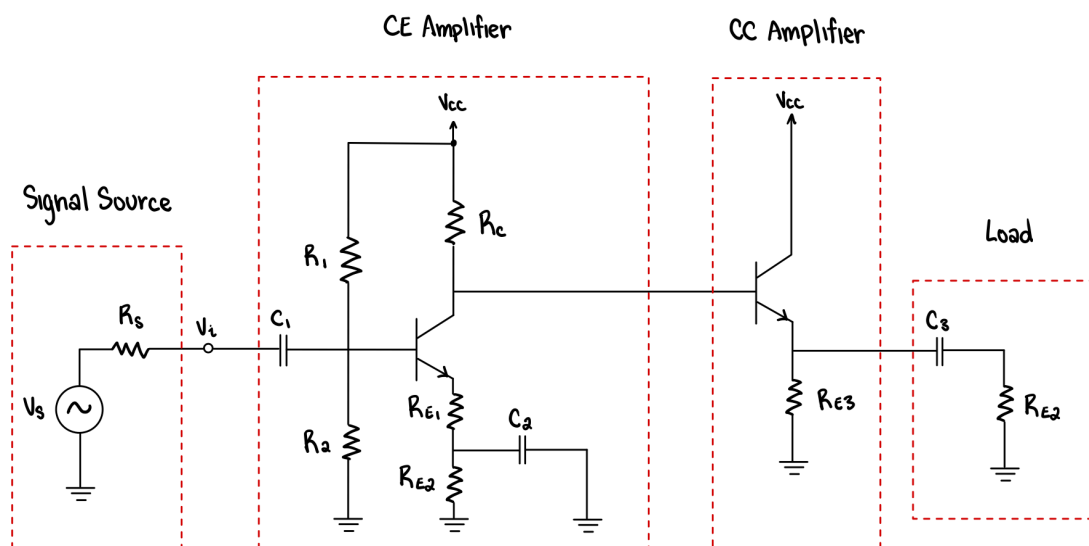 CE Amplifier
CC Amplifier
Vcc
Vcc
Signal Source
R₁
Rc
Load
Rs
Vi
C₁
C₃
Vs
RE1
C₂
RE3
RE2
R₂
RE2